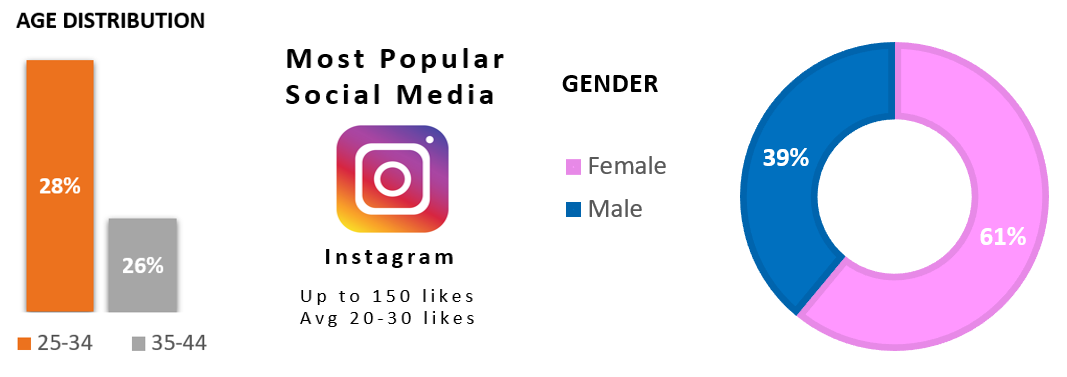 AGE DISTRIBUTION
28%
26%
25-34
35-44
Most Popular
Social Media
Instagram
Up to 150 likes
Avg 20-30 likes
GENDER
Female
Male
39%
61%